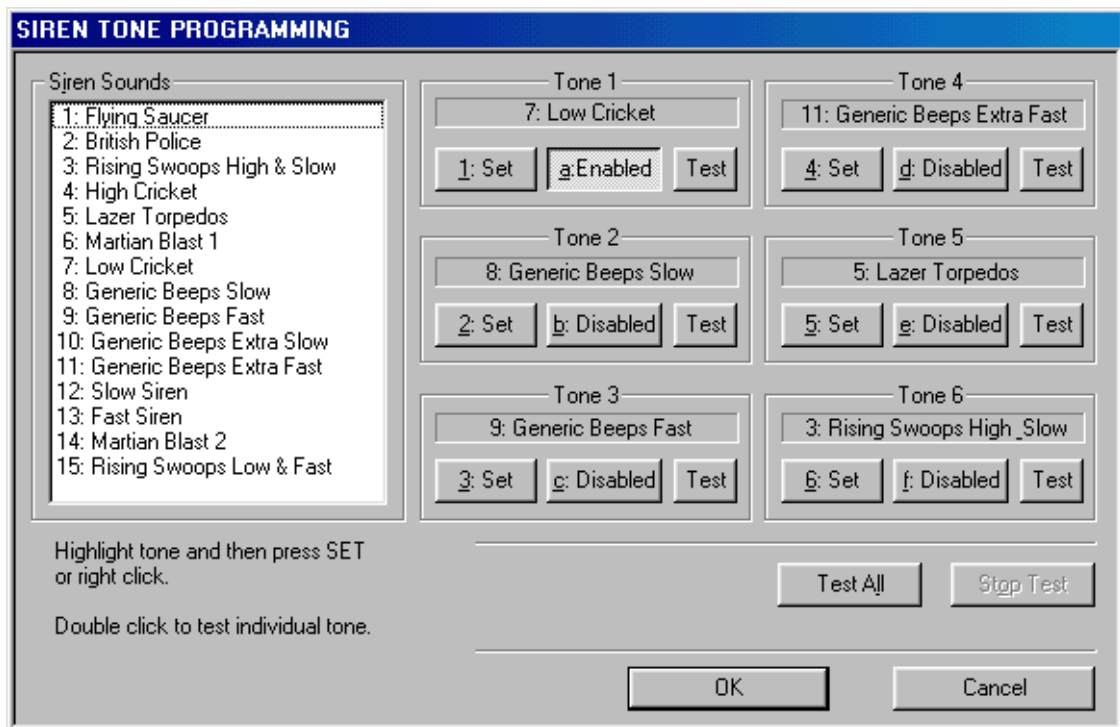 SIREN TONE PROGRAMMING
Siren Sounds
1: Flying Saucer
2: British Police
3: Rising Swoops High & Slow
4: High Cricket
5: Lazer Torpedos
6: Martian Blast 1
7: Low Cricket
8: Generic Beeps Slow
9: Generic Beeps Fast
10: Generic Beeps Extra Slow
11: Generic Beeps Extra Fast
12: Slow Siren
13: Fast Siren
14: Martian Blast 2
15: Rising Swoops Low & Fast
Highlight tone and then press SET
or right click.
Double click to test individual tone.
Tone 1
7: Low Cricket
1: Set a:Enabled Test
Tone 2
8: Generic Beeps Slow
2: Set b: Disabled Test
Tone 3
9: Generic Beeps Fast
3: Set c: Disabled Test
Tone 4
11: Generic Beeps Extra Fast
4: Set d: Disabled Test
Tone 5
5: Lazer Torpedos
5: Set e: Disabled Test
Tone 6
3: Rising Swoops High _Slow
6: Set f: Disabled Test
Test All Stop Test
OK Cancel